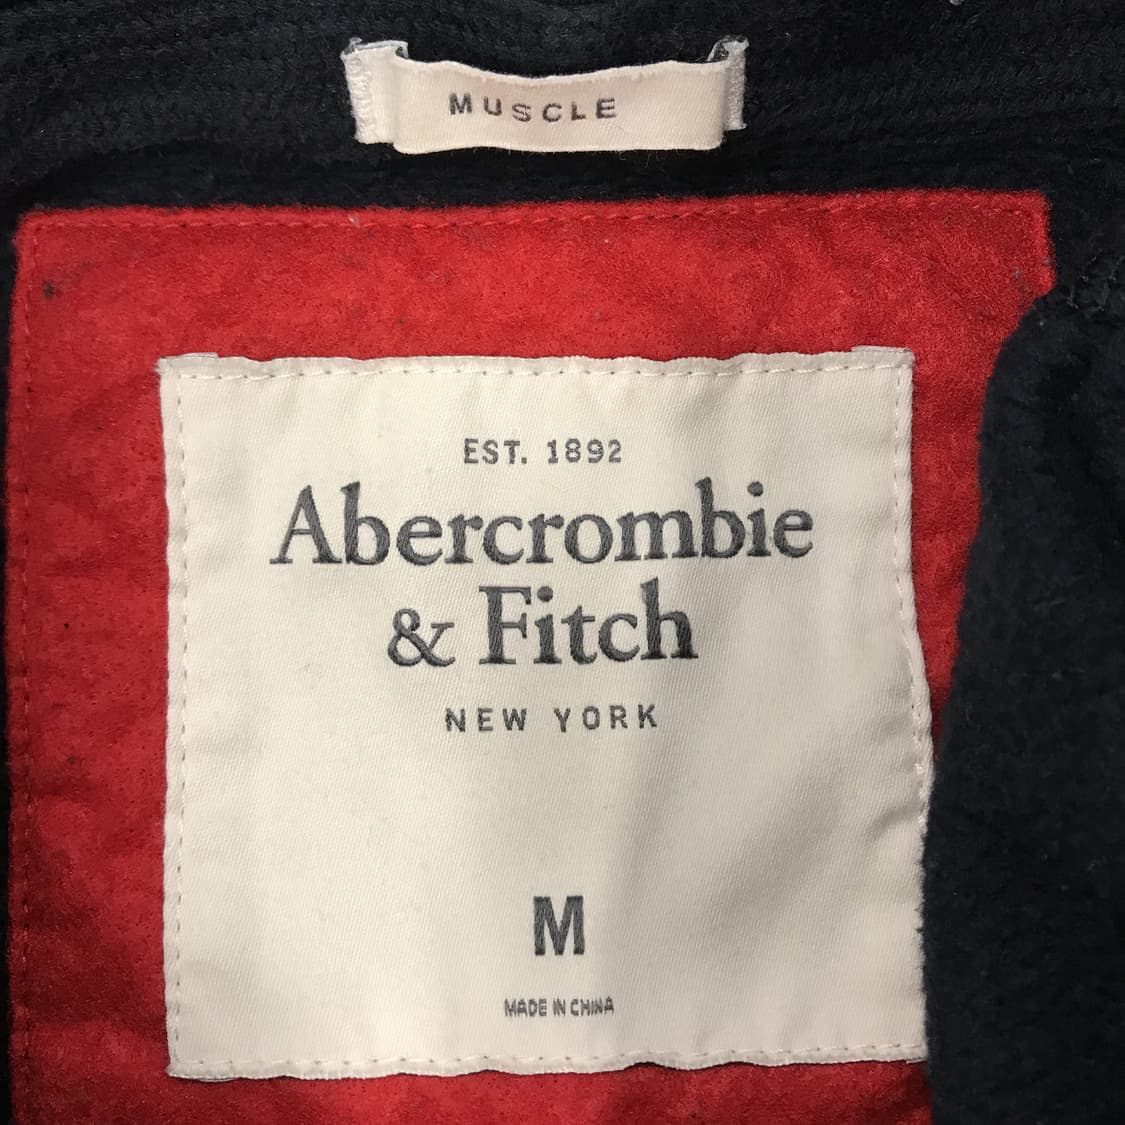 MUSCLE
EST. 1892
Abercrombie
& Fitch
NEW YORK
M
MADE IN CHINA